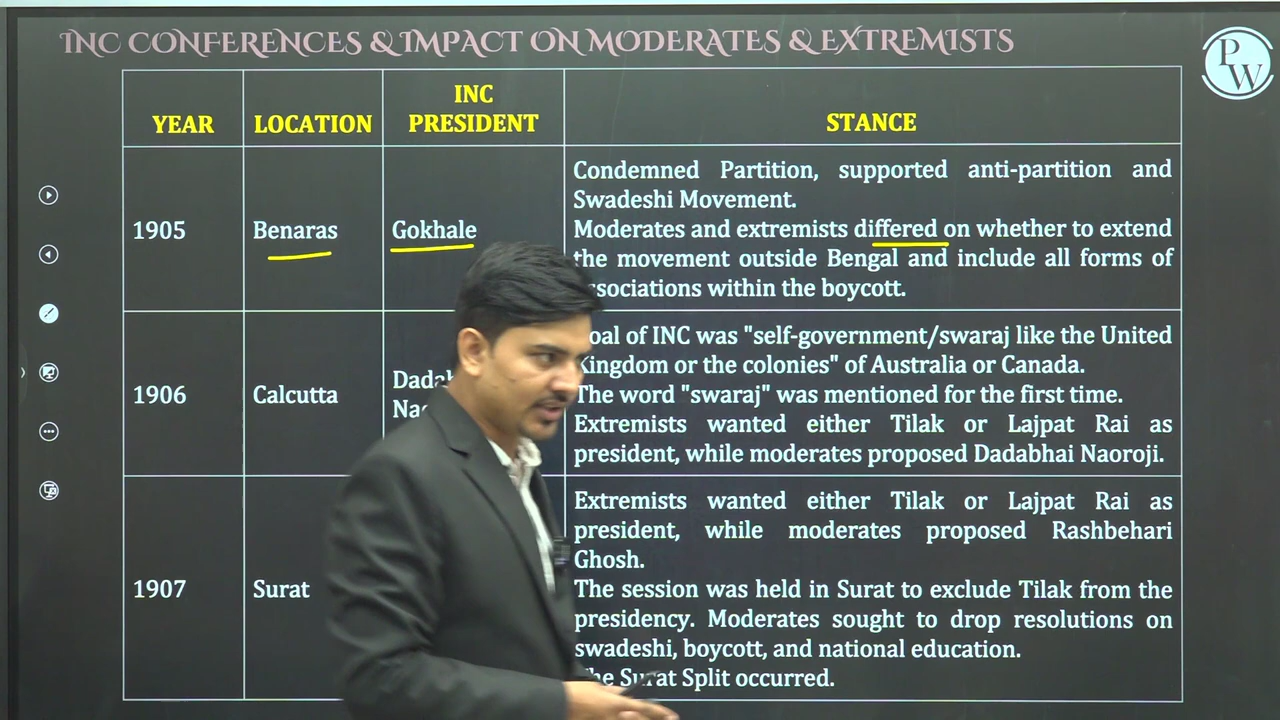 INC CONFERENCES & IMPACT ON MODERATES & EXTREMISTS
PW
YEAR
LOCATION
INC
PRESIDENT
STANCE
1905
Benaras
Gokhale
Condemned Partition, supported anti-partition and
Swadeshi Movement.
Moderates and extremists differed on whether to extend
the movement outside Bengal and include all forms of
ssociations within the boycott.
1906
Calcutta
oal of INC was "self-government/swaraj like the United
Kingdom or the colonies" of Australia or Canada.
The word "swaraj" was mentioned for the first time.
Extremists wanted either Tilak or Lajpat Rai as
president, while moderates proposed Dadabhai Naoroji.
1907
Surat
Extremists wanted either Tilak or Lajpat Rai as
president, while moderates proposed Rashbehari
Ghosh.
The session was held in Surat to exclude Tilak from the
presidency. Moderates sought to drop resolutions on
swadeshi, boycott, and national education.
The Surat Split occurred.